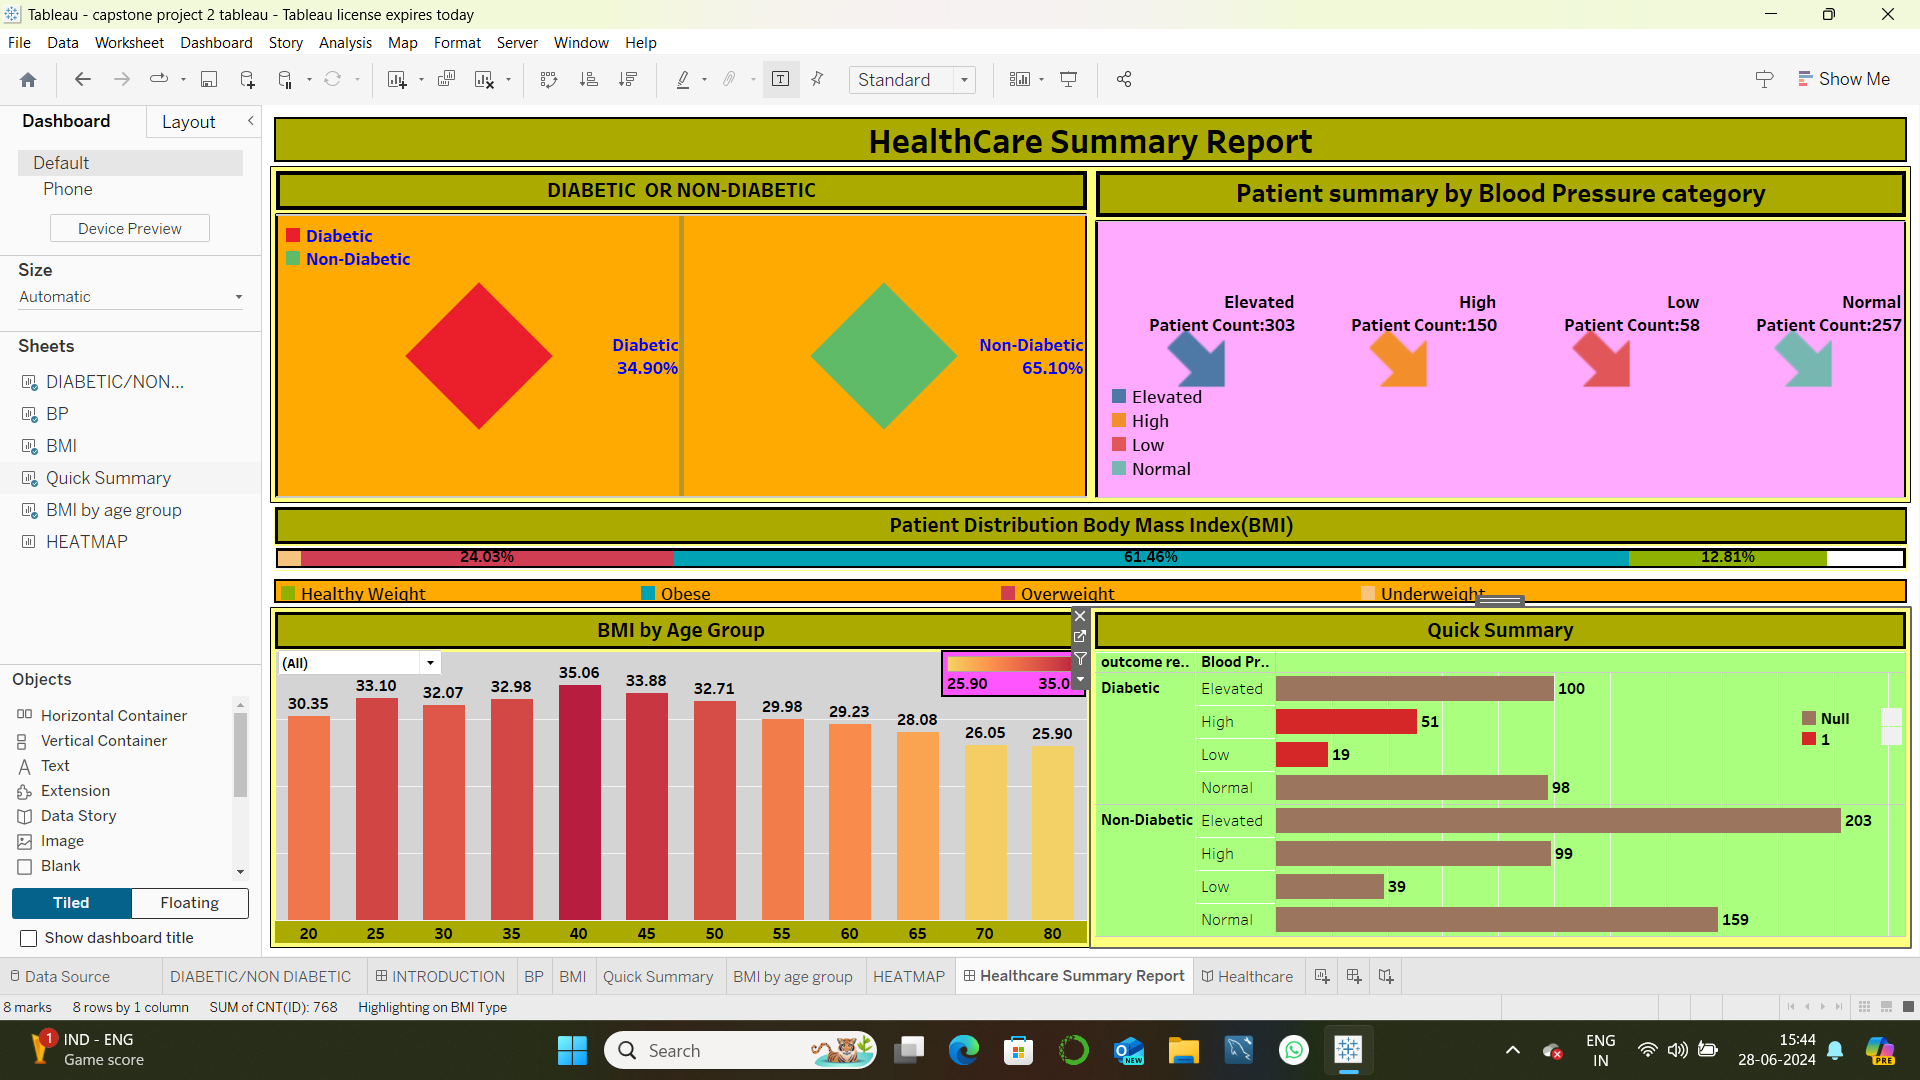 Tableau - capstone project 2 tableau - Tableau license expires today
File Data Worksheet Dashboard Story Analysis Map Format Server Window Help
Standard
Show Me
Dashboard Layout
Default
Phone
Device Preview
Size
Automatic
Sheets
DIABETIC/NON...
BP
BMI
Quick Summary
BMI by age group
HEATMAP
Objects
Horizontal Container
Vertical Container
Text
Extension
Data Story
Image
Blank
Tiled Floating
Show dashboard title
HealthCare Summary Report
DIABETIC OR NON-DIABETIC
Diabetic
Non-Diabetic
Diabetic
34.90%
Non-Diabetic
65.10%
Patient summary by Blood Pressure category
Elevated
Patient Count:303
High
Patient Count:150
Low
Patient Count:58
Normal
Patient Count:257
Elevated
High
Low
Normal
Patient Distribution Body Mass Index(BMI)
24.03% 61.46% 12.81%
Healthy Weight Obese Overweight Underweight
BMI by Age Group
(All)
25.90 35.0
30.35 33.10 32.07 32.98 35.06 33.88 32.71 29.98 29.23 28.08 26.05 25.90
20 25 30 35 40 45 50 55 60 65 70 80
Quick Summary
outcome re.. Blood Pr..
Diabetic Elevated 100
High 51
Low 19
Normal 98
Non-Diabetic Elevated 203
High 99
Low 39
Normal 159
Null
1
Data Source DIABETIC/NON DIABETIC INTRODUCTION BP BMI Quick Summary BMI by age group HEATMAP Healthcare Summary Report Healthcare
8 marks 8 rows by 1 column SUM of CNT(ID): 768 Highlighting on BMI Type
1
IND - ENG
Game score
Search
NEW
ENG
IN
15:44
28-06-2024
PRE